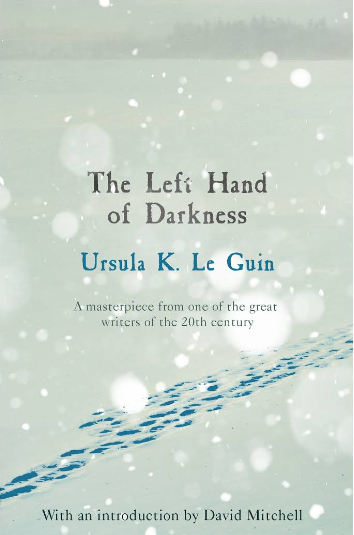 The Left Hand
of Darkness
Ursula K. Le Guin
A masterpiece from one of the great
writers of the 20th century
With an introduction by David Mitchell